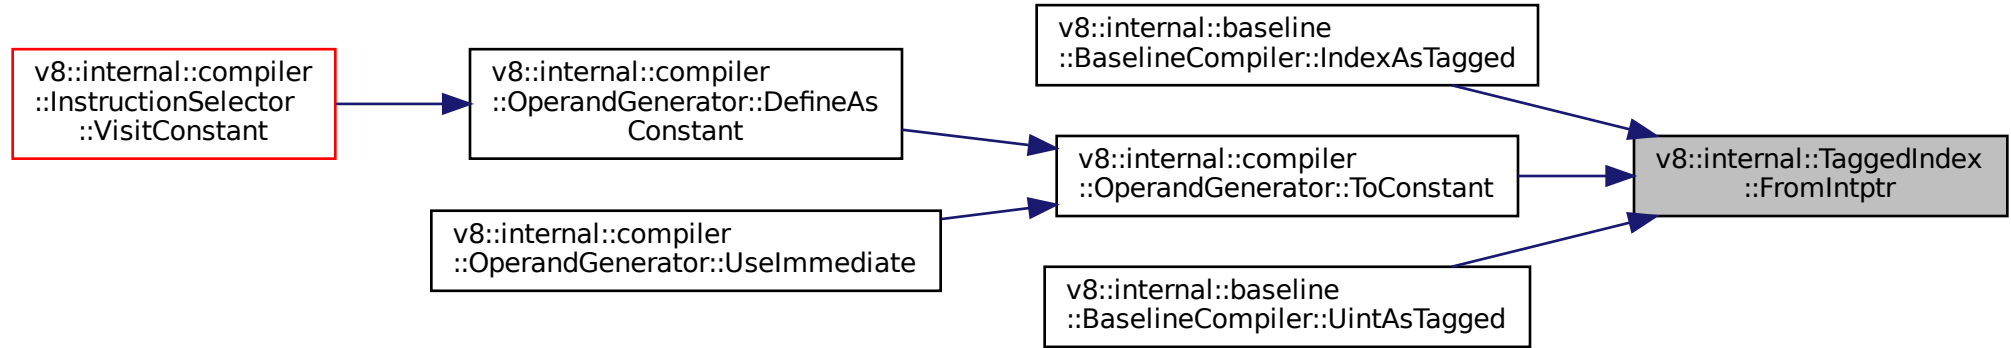 v8::internal::compiler
::InstructionSelector
::VisitConstant
v8::internal::compiler
::OperandGenerator::DefineAs
Constant
v8::internal::compiler
::OperandGenerator::UseImmediate
v8::internal::baseline
::BaselineCompiler::IndexAsTagged
v8::internal::compiler
::OperandGenerator::ToConstant
v8::internal::baseline
::BaselineCompiler::UintAsTagged
v8::internal::TaggedIndex
::FromIntptr